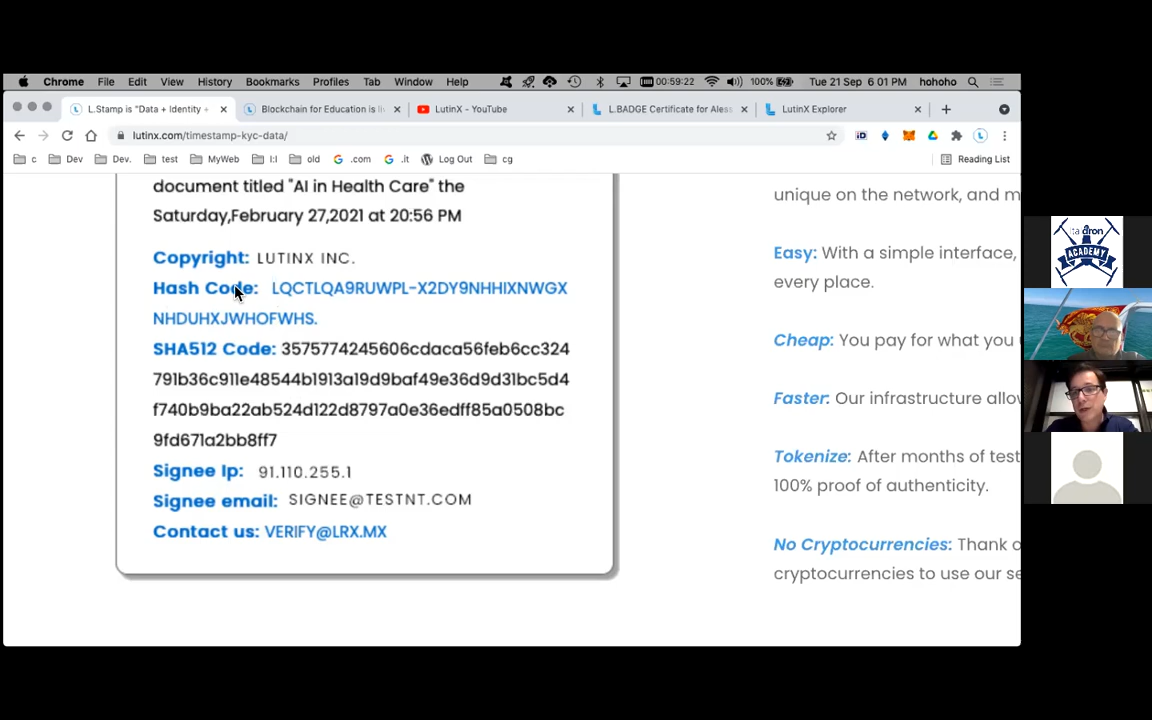 Chrome File Edit View History Bookmarks Profiles Tab Window Help 00:59:22 100% Tue 21 Sep 6:01 PM hohoho
L.Stamp is "Data + Identity + Blockchain for Education is li LutinX - YouTube L.BADGE Certificate for Aless LutinX Explorer
lutinx.com/timestamp-kyc-data/
c Dev Dev. test MyWeb l:l old .com .it Log Out cg Reading List
document titled "AI in Health Care" the
Saturday,February 27,2021 at 20:56 PM
Copyright: LUTINX INC.
Hash Code: LQCTLQA9RUWPL-X2DY9NHHIXNWGX
NHDUHXJWHOFWHS.
SHA512 Code: 3575774245606cdaca56feb6cc324
791b36c911e48544b1913a19d9baf49e36d9d31bc5d4
f740b9ba22ab524d122d8797a0e36edff85a0508bc
9fd671a2bb8ff7
Signee Ip: 91.110.255.1
Signee email: SIGNEE@TESTNT.COM
Contact us: VERIFY@LRX.MX
unique on the network, and m
Easy: With a simple interface,
every place.
Cheap: You pay for what you
Faster: Our infrastructure allo
Tokenize: After months of test
100% proof of authenticity.
No Cryptocurrencies: Thank o
cryptocurrencies to use our se
ita dron
ACADEMY